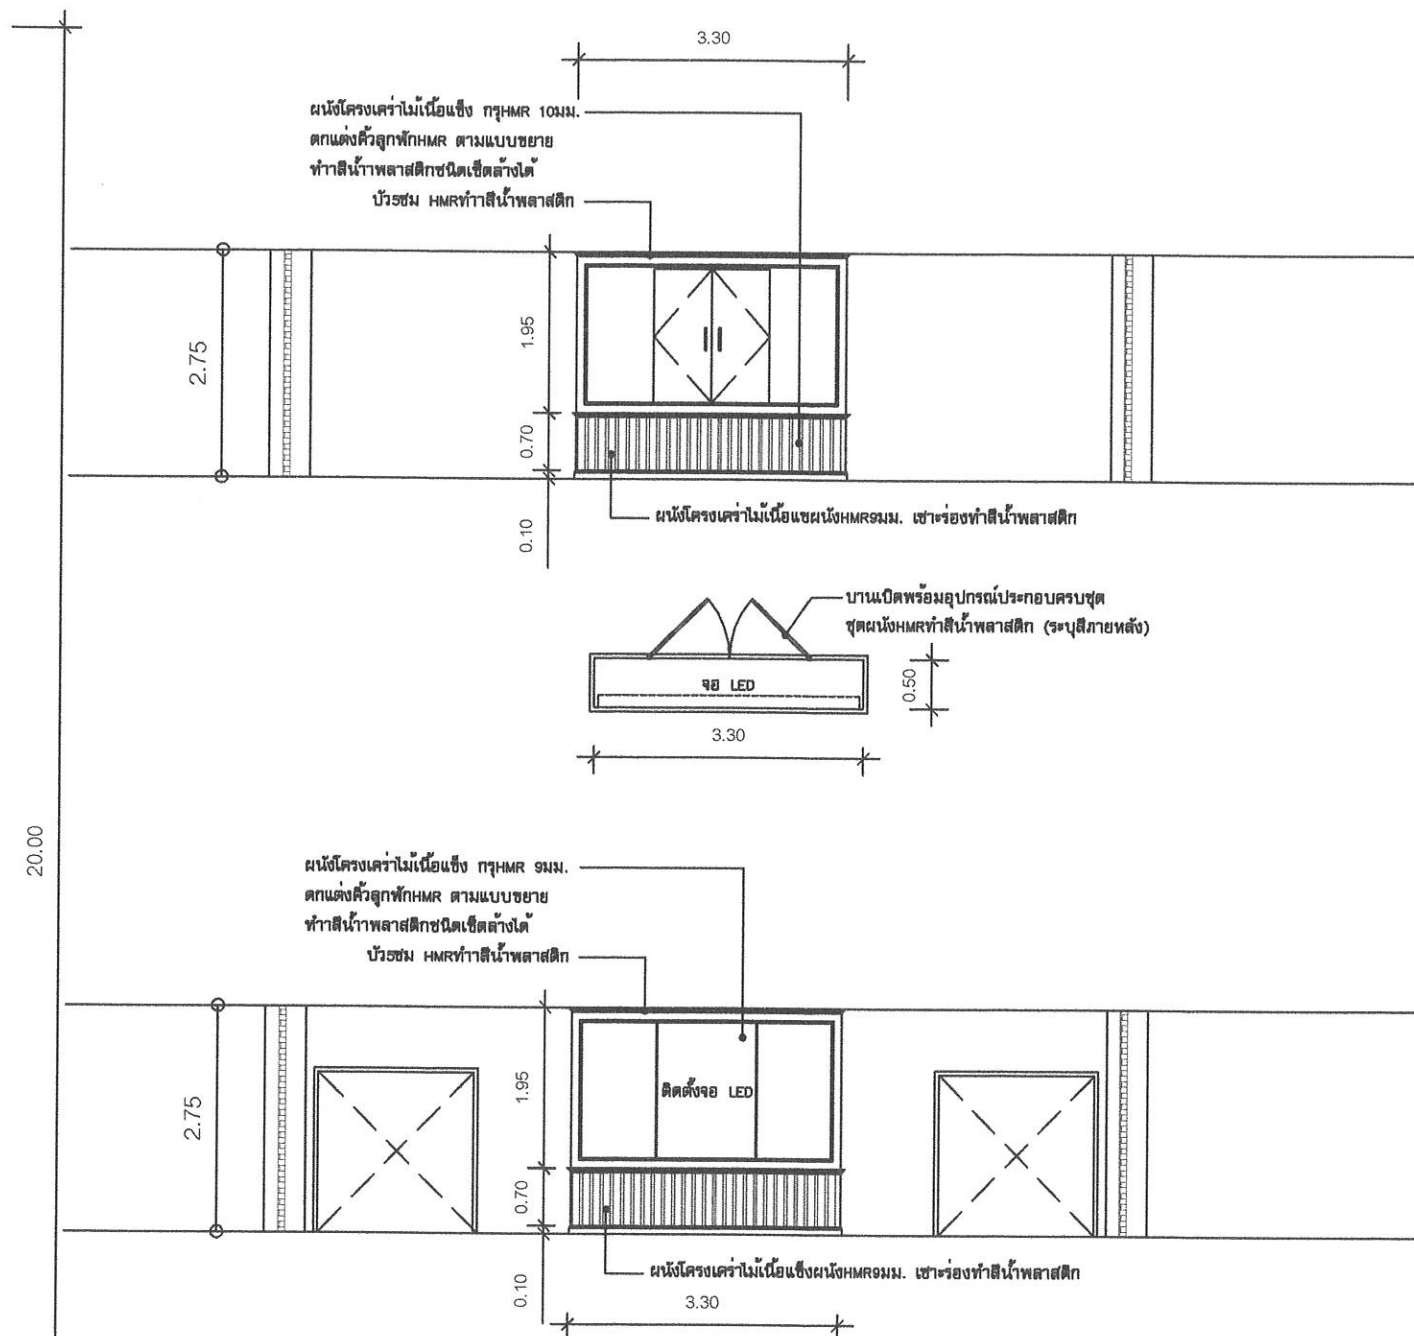 3.30
ผนังโครงเคร่าไม้เนื้อแข็ง กรุHMR 10มม.
ตกแต่งคิ้วลูกฟักHMR ตามแบบขยาย
ทำาสีน้ำาพลาสติกชนิดเช็ดล้างได้
บัว5ซม HMRทำาสีน้ำพลาสติก
2.75
1.95
0.70
0.10
ผนังโครงเคร่าไม้เนื้อแขผนังHMR9มม. เซาะร่องทำสีน้ำพลาสติก
บานเปิดพร้อมอุปกรณ์ประกอบครบชุด
ชุดผนังHMRทำสีน้ำพลาสติก (ระบุสีภายหลัง)
จอ LED
0.50
3.30
20.00
ผนังโครงเคร่าไม้เนื้อแข็ง กรุHMR 9มม.
ตกแต่งคิ้วลูกฟักHMR ตามแบบขยาย
ทำาสีน้ำาพลาสติกชนิดเช็ดล้างได้
บัว5ซม HMRทำาสีน้ำพลาสติก
2.75
1.95
ติดตั้งจอ LED
0.70
0.10
ผนังโครงเคร่าไม้เนื้อแข็งผนังHMR9มม. เซาะร่องทำสีน้ำพลาสติก
3.30